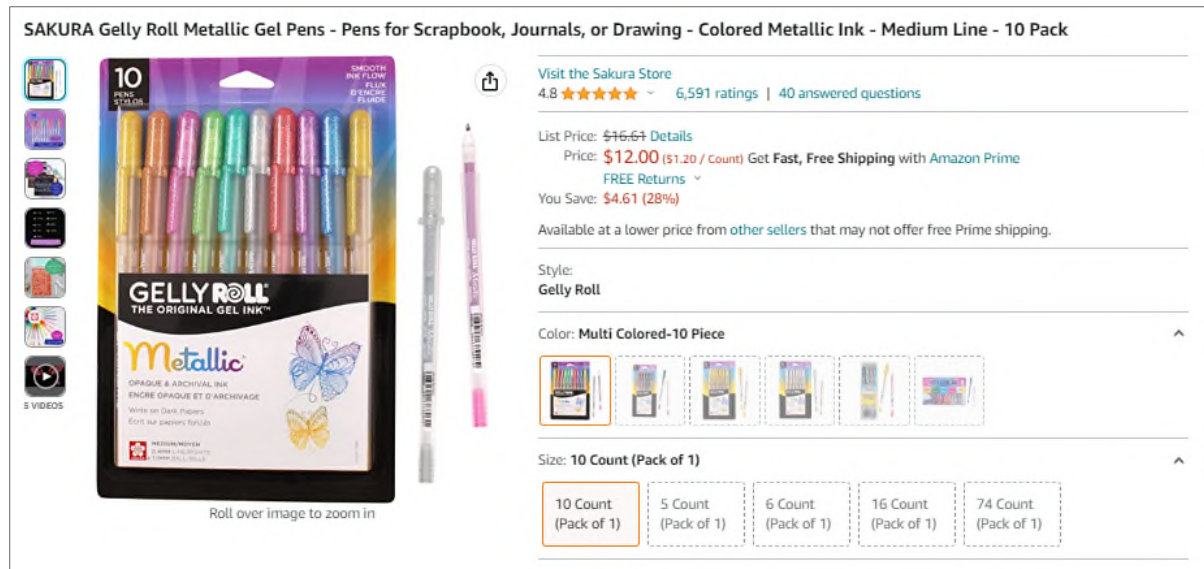 SAKURA Gelly Roll Metallic Gel Pens - Pens for Scrapbook, Journals, or Drawing - Colored Metallic Ink - Medium Line - 10 Pack
10
PENS
STYLOS
SMOOTH
INK FLOW
FLUX
D'ENCRE
FLUIDE
GELLY ROLL
THE ORIGINAL GEL INK™
Metallic
OPAQUE & ARCHIVAL INK
ENCRE OPAQUE ET D'ARCHIVAGE
Write on Dark Papers
Écrit sur papiers foncés
MEDIUM/MOYEN
5 VIDEOS
Roll over image to zoom in
Visit the Sakura Store
4.8 6,591 ratings | 40 answered questions
List Price: $16.61 Details
Price: $12.00 ($1.20 / Count) Get Fast, Free Shipping with Amazon Prime
FREE Returns
You Save: $4.61 (28%)
Available at a lower price from other sellers that may not offer free Prime shipping.
Style:
Gelly Roll
Color: Multi Colored-10 Piece
Size: 10 Count (Pack of 1)
10 Count
(Pack of 1)
5 Count
(Pack of 1)
6 Count
(Pack of 1)
16 Count
(Pack of 1)
74 Count
(Pack of 1)